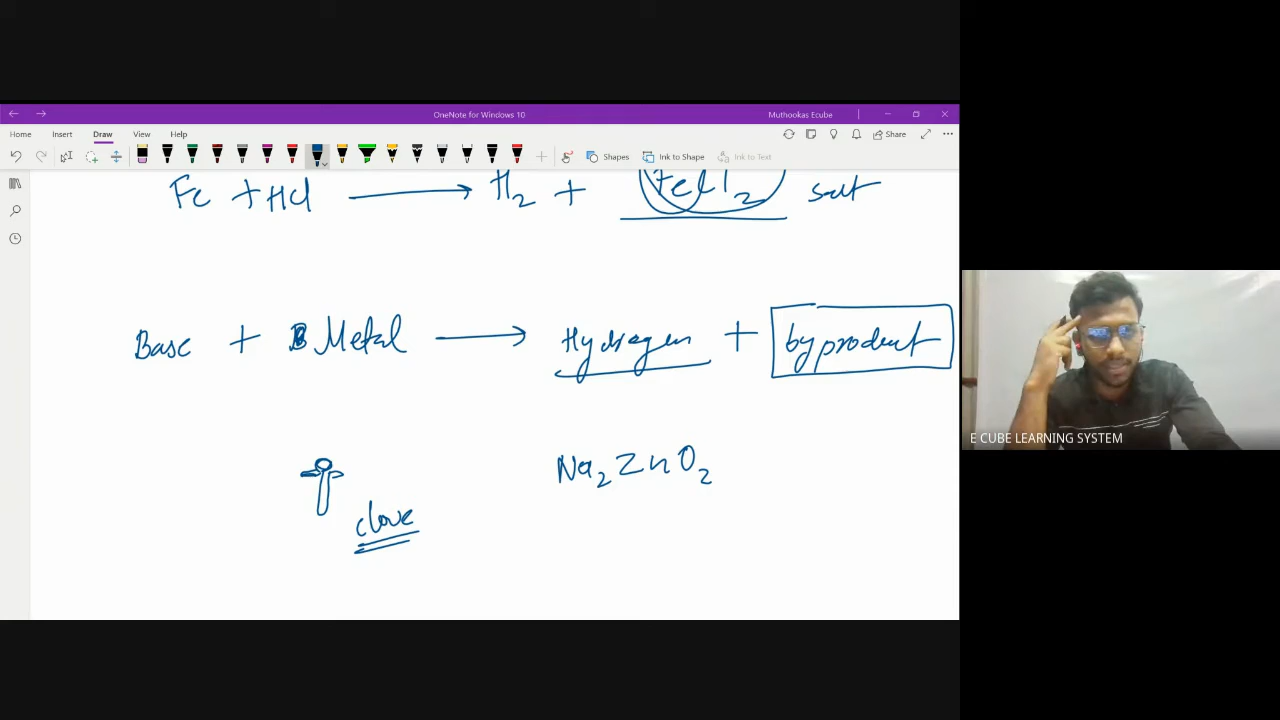 OneNote for Windows 10
Muthookas Ecube
Home Insert Draw View Help
Share
Shapes
Ink to Shape
Ink to Text
Fe + HCl → H2 + FeCl2 salt
Base + Metal → Hydrogen + byproduct
Na2ZnO2
clove
E CUBE LEARNING SYSTEM